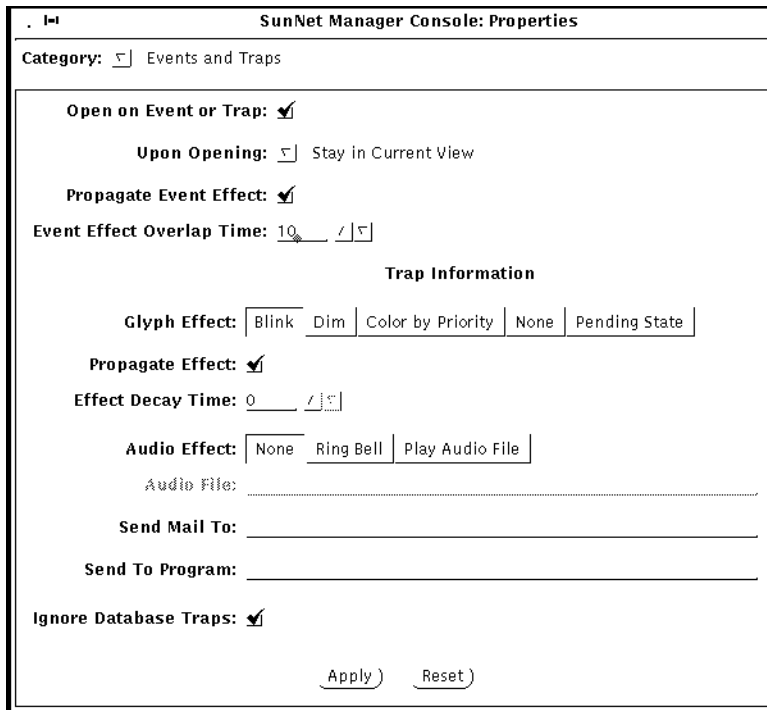 SunNet Manager Console: Properties
Category: Events and Traps
Open on Event or Trap:
Upon Opening: Stay in Current View
Propagate Event Effect:
Event Effect Overlap Time: 10
Trap Information
Glyph Effect: Blink Dim Color by Priority None Pending State
Propagate Effect:
Effect Decay Time: 0
Audio Effect: None Ring Bell Play Audio File
Audio File:
Send Mail To:
Send To Program:
Ignore Database Traps:
Apply Reset